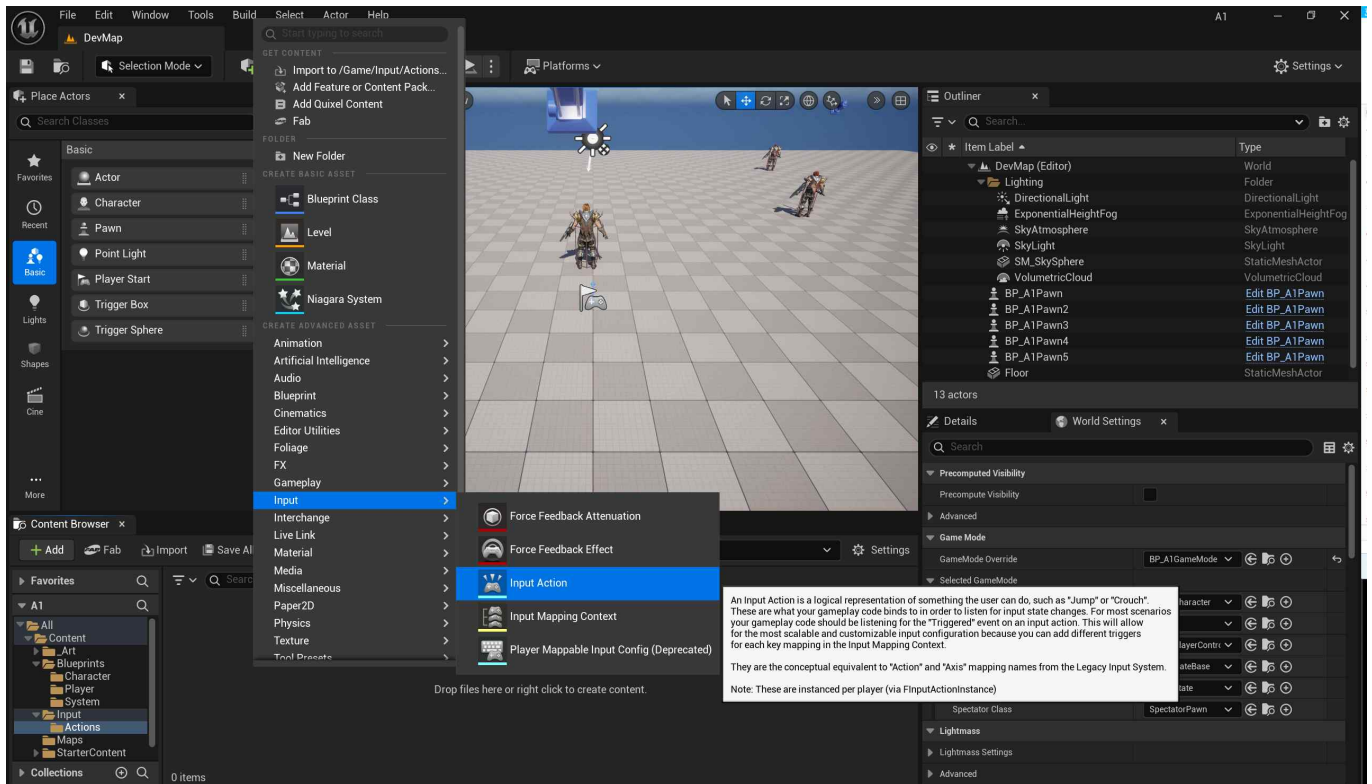 File Edit Window Tools Build Select Actor Help
A1
DevMap
Selection Mode
Platforms
Settings
Place Actors
Search Classes
Basic
Favorites
Recent
Basic
Lights
Shapes
Cine
More
Actor
Character
Pawn
Point Light
Player Start
Trigger Box
Trigger Sphere
Start typing to search
GET CONTENT
Import to /Game/Input/Actions...
Add Feature or Content Pack...
Add Quixel Content
Fab
FOLDER
New Folder
CREATE BASIC ASSET
Blueprint Class
Level
Material
Niagara System
CREATE ADVANCED ASSET
Animation
Artificial Intelligence
Audio
Blueprint
Cinematics
Editor Utilities
Foliage
FX
Gameplay
Input
Interchange
Live Link
Material
Media
Miscellaneous
Paper2D
Physics
Texture
Tool Presets
Force Feedback Attenuation
Force Feedback Effect
Input Action
Input Mapping Context
Player Mappable Input Config (Deprecated)
An Input Action is a logical representation of something the user can do, such as "Jump" or "Crouch".
These are what your gameplay code binds to in order to listen for input state changes. For most scenarios
your gameplay code should be listening for the "Triggered" event on an input action. This will allow
for the most scalable and customizable input configuration because you can add different triggers
for each key mapping in the Input Mapping Context.
They are the conceptual equivalent to "Action" and "Axis" mapping names from the Legacy Input System.
Note: These are instanced per player (via FInputActionInstance)
Outliner
Search...
Item Label Type
DevMap (Editor) World
Lighting Folder
DirectionalLight DirectionalLight
ExponentialHeightFog ExponentialHeightFog
SkyAtmosphere SkyAtmosphere
SkyLight SkyLight
SM_SkySphere StaticMeshActor
VolumetricCloud VolumetricCloud
BP_A1Pawn Edit BP_A1Pawn
BP_A1Pawn2 Edit BP_A1Pawn
BP_A1Pawn3 Edit BP_A1Pawn
BP_A1Pawn4 Edit BP_A1Pawn
BP_A1Pawn5 Edit BP_A1Pawn
Floor StaticMeshActor
13 actors
Details World Settings
Search
Precomputed Visibility
Precompute Visibility
Advanced
Game Mode
GameMode Override BP_A1GameMode
Selected GameMode
Spectator Class SpectatorPawn
Lightmass
Lightmass Settings
Advanced
Content Browser
Add Fab Import Save All
Settings
Favorites
A1
All
Content
_Art
Blueprints
Character
Player
System
Input
Actions
Maps
StarterContent
Collections
Drop files here or right click to create content.
0 items